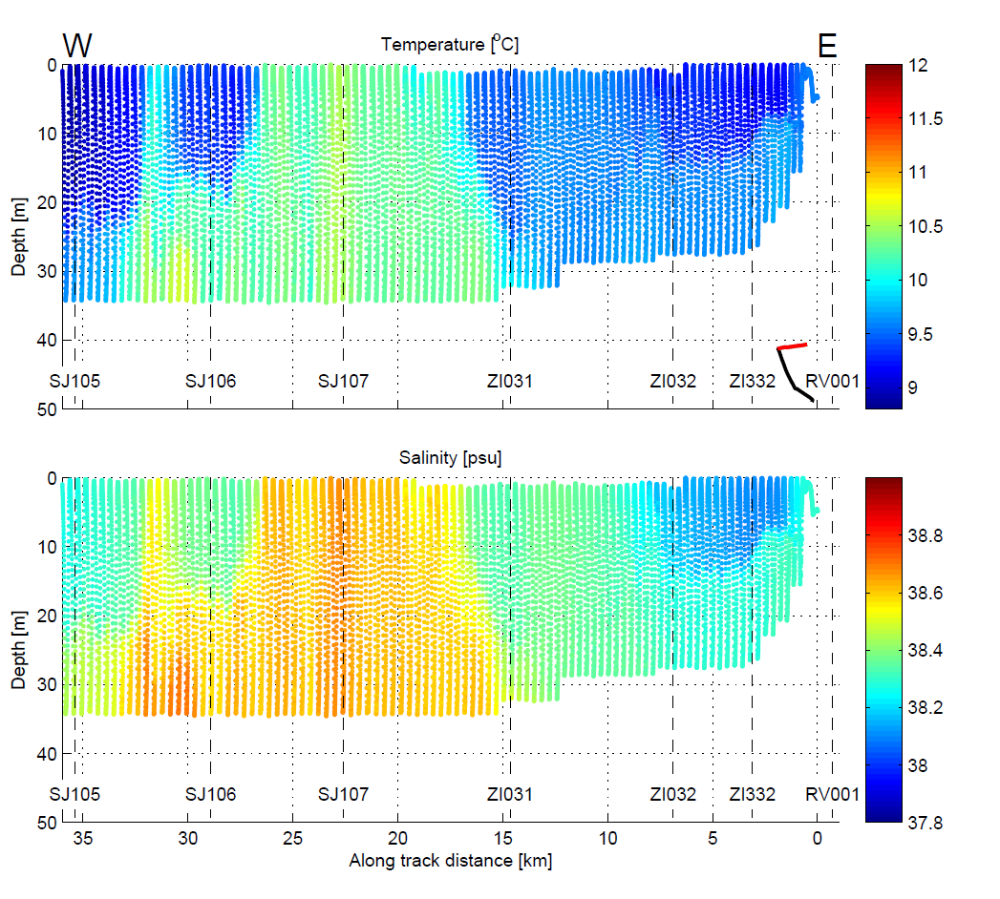 W E
Temperature [°C]
0
10
20
30
40
50
Depth [m]
SJ105 SJ106 SJ107 ZI031 ZI032 ZI332 RV001
12
11.5
11
10.5
10
9.5
9
Salinity [psu]
0
10
20
30
40
50
Depth [m]
SJ105 SJ106 SJ107 ZI031 ZI032 ZI332 RV001
35 30 25 20 15 10 5 0
Along track distance [km]
38.8
38.6
38.4
38.2
38
37.8